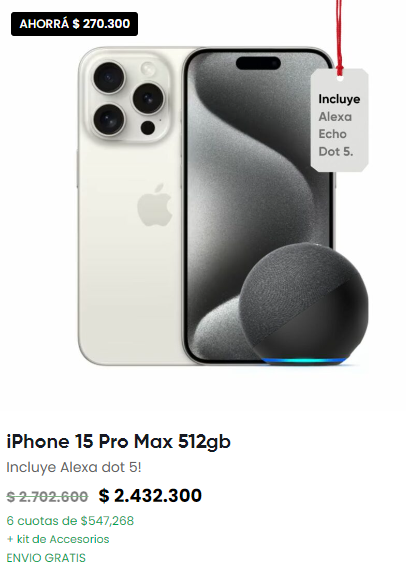 AHORRÁ $ 270.300
Incluye
Alexa
Echo
Dot 5.
iPhone 15 Pro Max 512gb
Incluye Alexa dot 5!
$ 2.702.600 $ 2.432.300
6 cuotas de $547,268
+ kit de Accesorios
ENVIO GRATIS